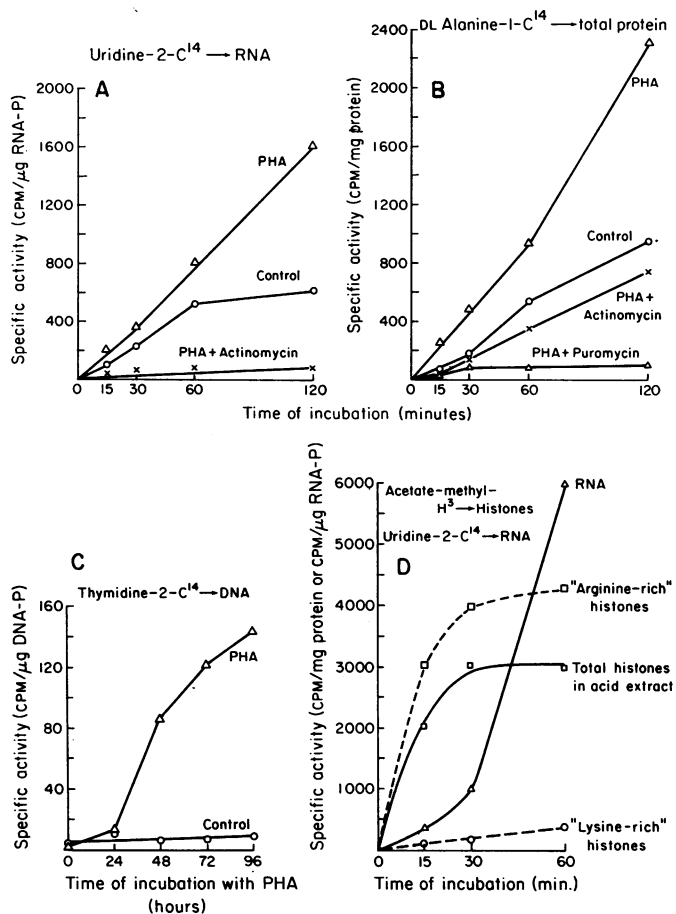 Uridine-2-C14 → RNA
A
Specific activity (CPM/μg RNA-P)
2000
1600
1200
800
400
PHA
Control
PHA + Actinomycin
0 15 30 60 120
DL Alanine-1-C14 → total protein
B
Specific activity (CPM/mg protein)
2400
2000
1600
1200
800
400
PHA
Control
PHA +
Actinomycin
PHA + Puromycin
0 15 30 60 120
Time of incubation (minutes)
C
Thymidine-2-C14 → DNA
Specific activity (CPM/μg DNA-P)
160
120
80
40
PHA
Control
0 24 48 72 96
Time of incubation with PHA
(hours)
Specific activity (CPM/mg protein or CPM/μg RNA-P)
6000
5000
4000
3000
2000
1000
Acetate-methyl-
H3 → Histones
Uridine-2-C14 → RNA
D
RNA
"Arginine-rich"
histones
Total histones
in acid extract
"Lysine-rich"
histones
0 15 30 60
Time of incubation (min.)